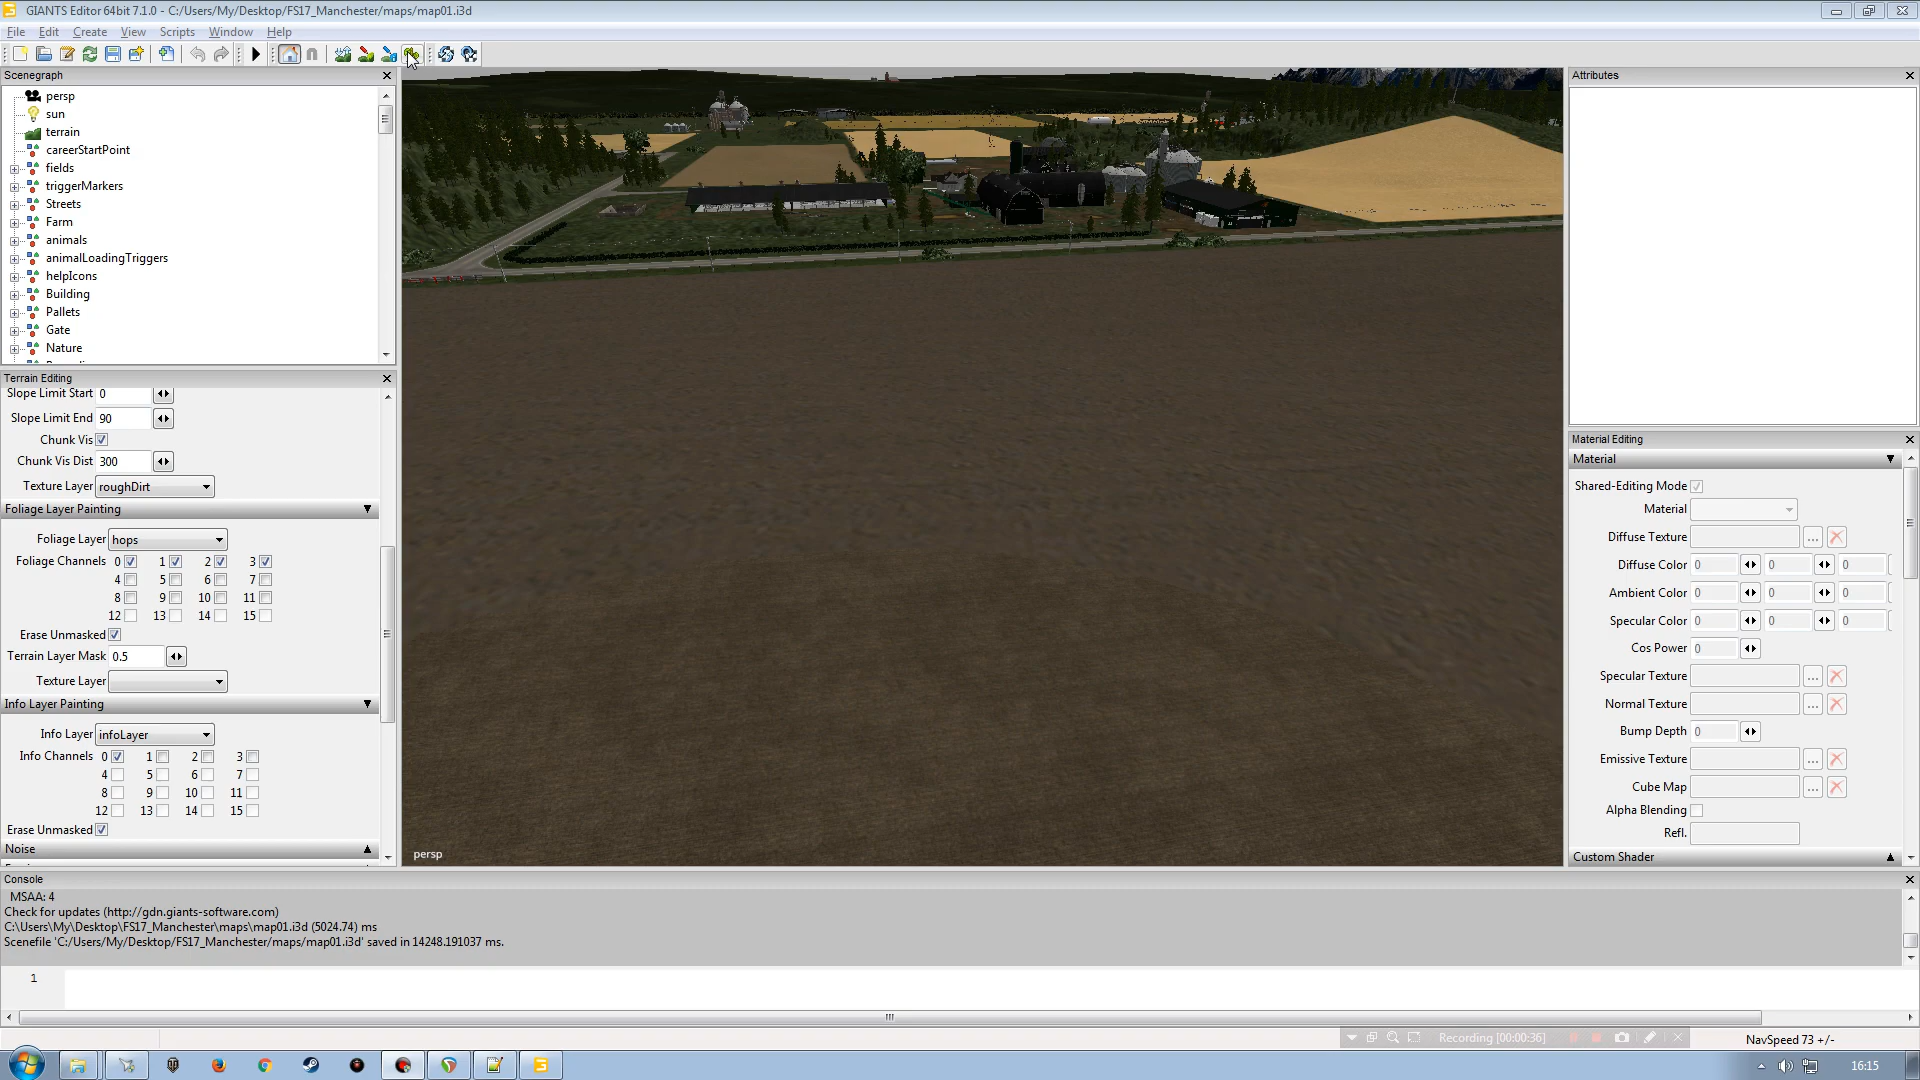 GIANTS Editor 64bit 7.1.0 - C:/Users/My/Desktop/FS17_Manchester/maps/map01.i3d
File Edit Create View Scripts Window Help
Scenegraph
persp
sun
terrain
careerStartPoint
fields
triggerMarkers
Streets
Farm
animals
animalLoadingTriggers
helpIcons
Building
Pallets
Gate
Nature
Terrain Editing
Slope Limit Start 0
Slope Limit End 90
Chunk Vis
Chunk Vis Dist 300
Texture Layer roughDirt
Foliage Layer Painting
Foliage Layer hops
Foliage Channels 0 1 2 3
4 5 6 7
8 9 10 11
12 13 14 15
Erase Unmasked
Terrain Layer Mask 0.5
Texture Layer
Info Layer Painting
Info Layer infoLayer
Info Channels 0 1 2 3
4 5 6 7
8 9 10 11
12 13 14 15
Erase Unmasked
Noise
persp
Attributes
Material Editing
Material
Shared-Editing Mode
Material
Diffuse Texture ...
Diffuse Color 0 0 0
Ambient Color 0 0 0
Specular Color 0 0 0
Cos Power 0
Specular Texture ...
Normal Texture ...
Bump Depth 0
Emissive Texture ...
Cube Map ...
Alpha Blending
Refl.
Custom Shader
Console
MSAA: 4
Check for updates (http://gdn.giants-software.com)
C:\Users\My\Desktop\FS17_Manchester\maps\map01.i3d (5024.74) ms
Scenefile 'C:/Users/My/Desktop/FS17_Manchester/maps/map01.i3d' saved in 14248.191037 ms.
1
Recording [00:00:36]
NavSpeed 73 +/-
16:15